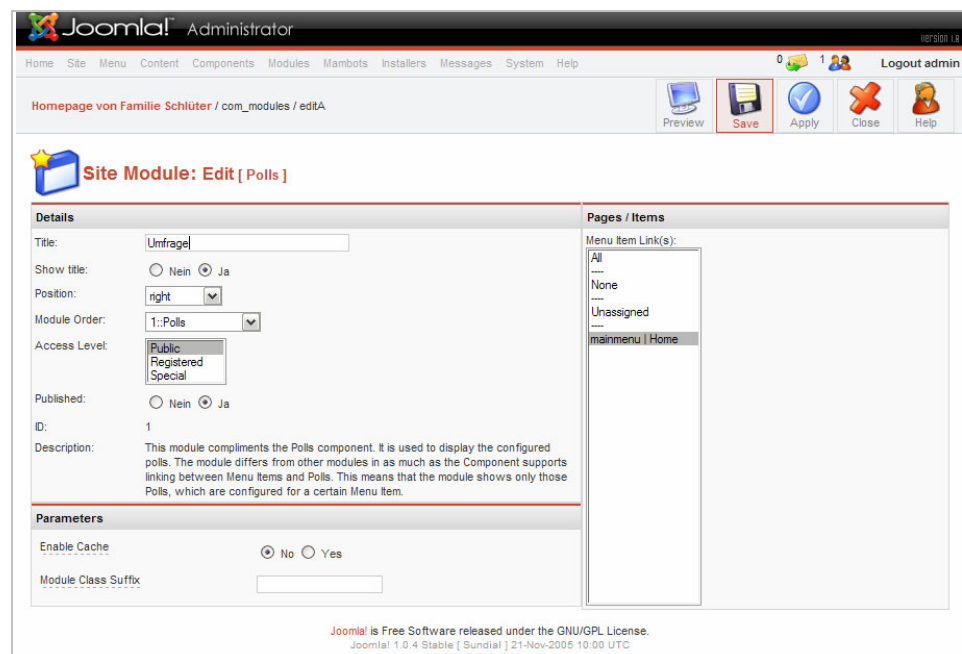 Joomla!™ Administrator
version 1.0
Home Site Menu Content Components Modules Mambots Installers Messages System Help 0 1 Logout admin
Homepage von Familie Schlüter / com_modules / editA
Preview Save Apply Close Help
Site Module: Edit [ Polls ]
Details
Title: Umfrage
Show title: Nein Ja
Position: right
Module Order: 1::Polls
Access Level: Public
Registered
Special
Published: Nein Ja
ID: 1
Description: This module compliments the Polls component. It is used to display the configured
polls. The module differs from other modules in as much as the Component supports
linking between Menu Items and Polls. This means that the module shows only those
Polls, which are configured for a certain Menu Item.
Parameters
Enable Cache No Yes
Module Class Suffix
Pages / Items
Menu Item Link(s):
All
----
None
----
Unassigned
----
mainmenu | Home
Joomla! is Free Software released under the GNU/GPL License.
Joomla! 1.0.4 Stable [ Sundial ] 21-Nov-2005 10:00 UTC